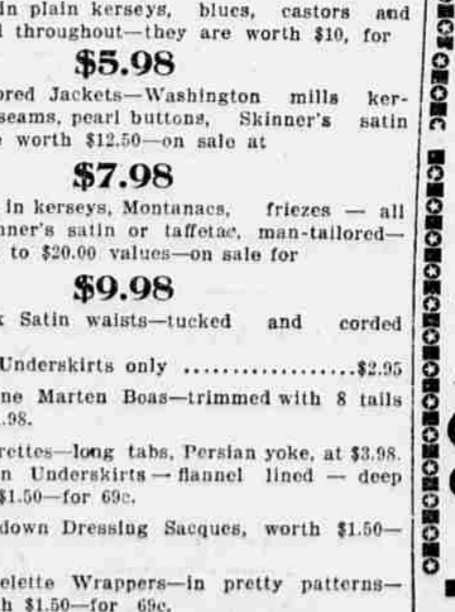 in plain kerseys, blues, castors and
throughout—they are worth $10, for
$5.98
ored Jackets—Washington mills ker-
seams, pearl buttons, Skinner's satin
worth $12.50—on sale at
$7.98
in kerseys, Montanacs, friezes — all
nner's satin or taffetae, man-tailored—
to $20.00 values—on sale for
$9.98
Satin waists—tucked and corded
Underskirts only ..................$2.95
ne Marten Boas—trimmed with 8 tails
.98.
rettes—long tabs, Persian yoke, at $3.98.
n Underskirts — flannel lined — deep
$1.50—for 69c.
down Dressing Sacques, worth $1.50—
elette Wrappers—in pretty patterns—
h $1.50—for 69c.